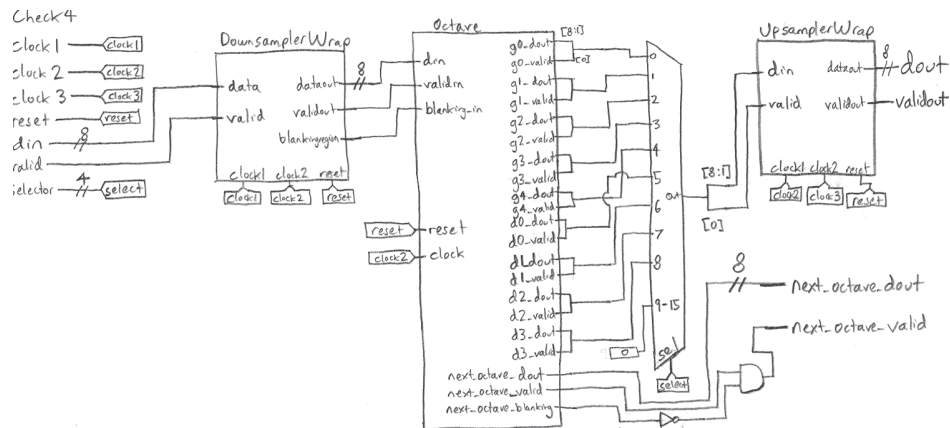 Check4
clock1
clock1
clock 2
clock2
clock 3
clock3
reset
reset
din
8
valid
selector
4
select
DownsamplerWrap
data
valid
dataout
8
validout
blankingregion
clock1 clock2 reset
clock1
clock2
reset
Octave
din
validin
blanking_in
reset
reset
clock2
clock
g0_dout
g0_valid
g1_dout
g1_valid
g2_dout
g2_valid
g3_dout
g3_valid
g4_dout
g4_valid
d0_dout
d0_valid
d1_dout
d1_valid
d2_dout
d2_valid
d3_dout
d3_valid
next_octave_dout
next_octave_valid
next_octave_blanking
[8:1]
[0]
0
1
2
3
4
5
6
7
8
9-15
0
out
sel
select
[8:1]
[0]
UpsamplerWrap
din
valid
dataout
8
dout
validout
validout
clock1 clock2 reset
clock2
clock3
reset
8
next_octave_dout
next_octave_valid